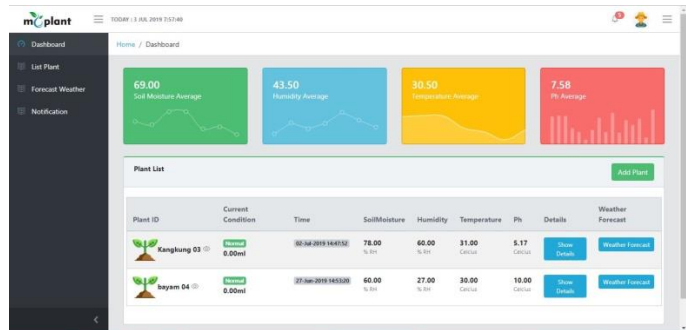 mCplant
TODAY : 3 JUL 2019 7:57:40
3
Dashboard
List Plant
Forecast Weather
Notification
Home / Dashboard
69.00
Soil Moisture Average
43.50
Humidity Average
30.50
Temperature Average
7.58
Ph Average
Plant List
Add Plant
Plant ID
Current Condition
Time
SoilMoisture
Humidity
Temperature
Ph
Details
Weather Forecast
Kangkung 03
Normal
0.00ml
02-Jul-2019 14:47:52
78.00
% RH
60.00
% RH
31.00
Celcius
5.17
Celcius
Show Details
Weather Forecast
bayam 04
Normal
0.00ml
27-Jun-2019 14:53:20
60.00
% RH
27.00
% RH
30.00
Celcius
10.00
Celcius
Show Details
Weather Forecast